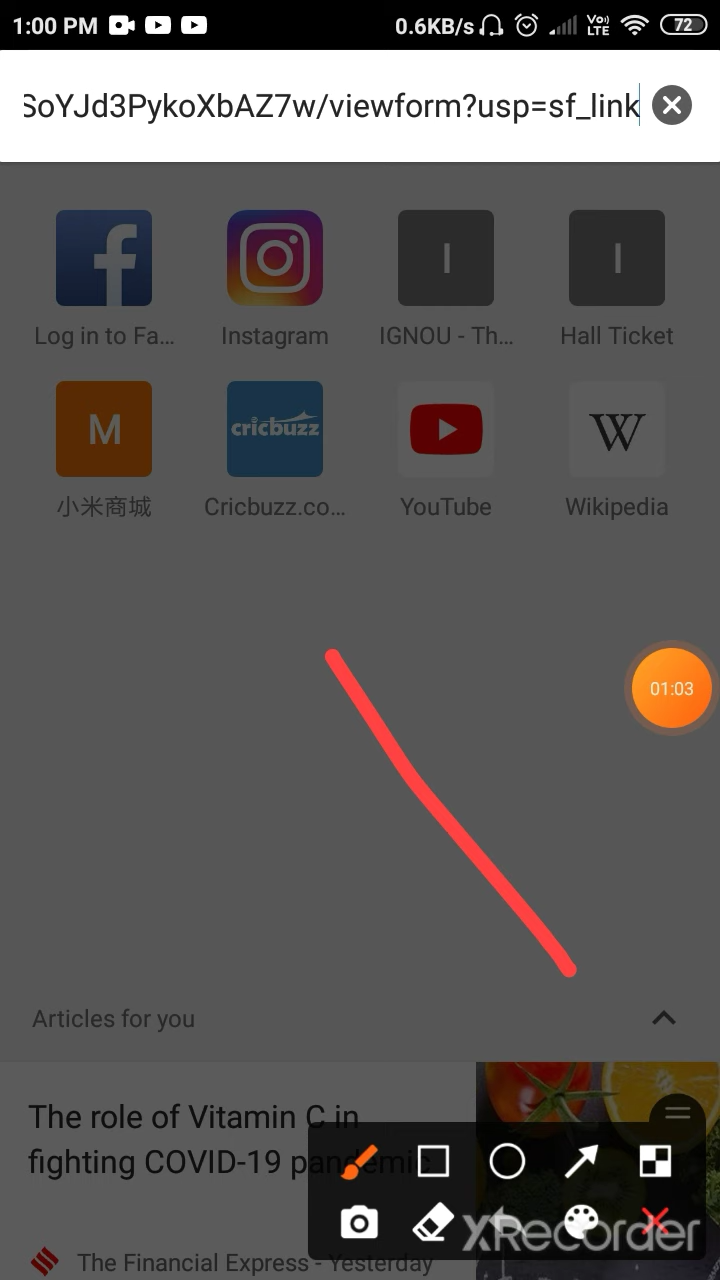 1:00 PM 0.6KB/s Vo) LTE 72
SoYJd3PykoXbAZ7w/viewform?usp=sf_link
f I I
Log in to Fa... Instagram IGNOU - Th... Hall Ticket
M cricbuzz W
小米商城 Cricbuzz.co... YouTube Wikipedia
01:03
Articles for you
The role of Vitamin C in
fighting COVID-19 pandemic
XRecorder
The Financial Express - Yesterday